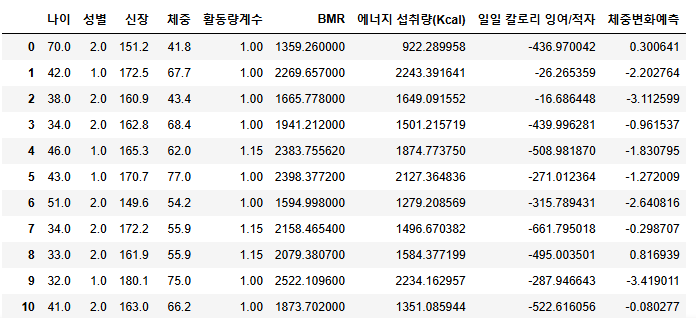 나이 성별 신장 체중 활동량계수 BMR 에너지 섭취량(Kcal) 일일 칼로리 잉여/적자 체중변화예측
0 70.0 2.0 151.2 41.8 1.00 1359.260000 922.289958 -436.970042 0.300641
1 42.0 1.0 172.5 67.7 1.00 2269.657000 2243.391641 -26.265359 -2.202764
2 38.0 2.0 160.9 43.4 1.00 1665.778000 1649.091552 -16.686448 -3.112599
3 34.0 2.0 162.8 68.4 1.00 1941.212000 1501.215719 -439.996281 -0.961537
4 46.0 1.0 165.3 62.0 1.15 2383.755620 1874.773750 -508.981870 -1.830795
5 43.0 1.0 170.7 77.0 1.00 2398.377200 2127.364836 -271.012364 -1.272009
6 51.0 2.0 149.6 54.2 1.00 1594.998000 1279.208569 -315.789431 -2.640816
7 34.0 2.0 172.2 55.9 1.15 2158.465400 1496.670382 -661.795018 -0.298707
8 33.0 2.0 161.9 55.9 1.15 2079.380700 1584.377199 -495.003501 0.816939
9 32.0 1.0 180.1 75.0 1.00 2522.109600 2234.162957 -287.946643 -3.419011
10 41.0 2.0 163.0 66.2 1.00 1873.702000 1351.085944 -522.616056 -0.080277